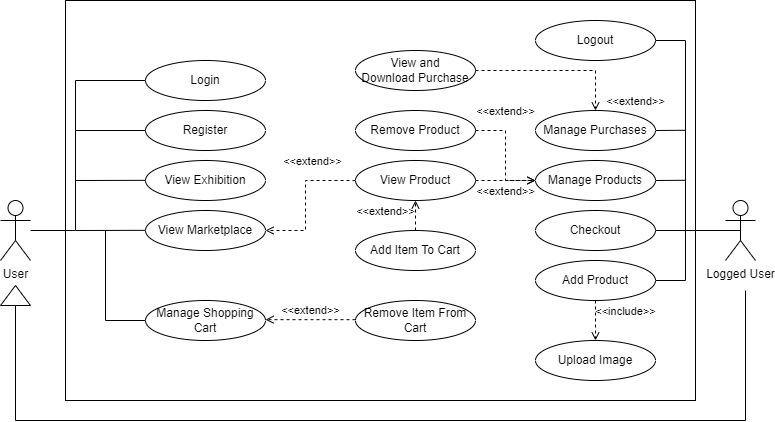 Logout
View and
Download Purchase
Login
<<extend>>
<<extend>>
Register
Remove Product
Manage Purchases
<<extend>>
View Exhibition
View Product
<<extend>>
Manage Products
<<extend>>
View Marketplace
Add Item To Cart
Checkout
User
Logged User
Add Product
Manage Shopping
Cart
<<extend>>
Remove Item From
Cart
<<include>>
Upload Image